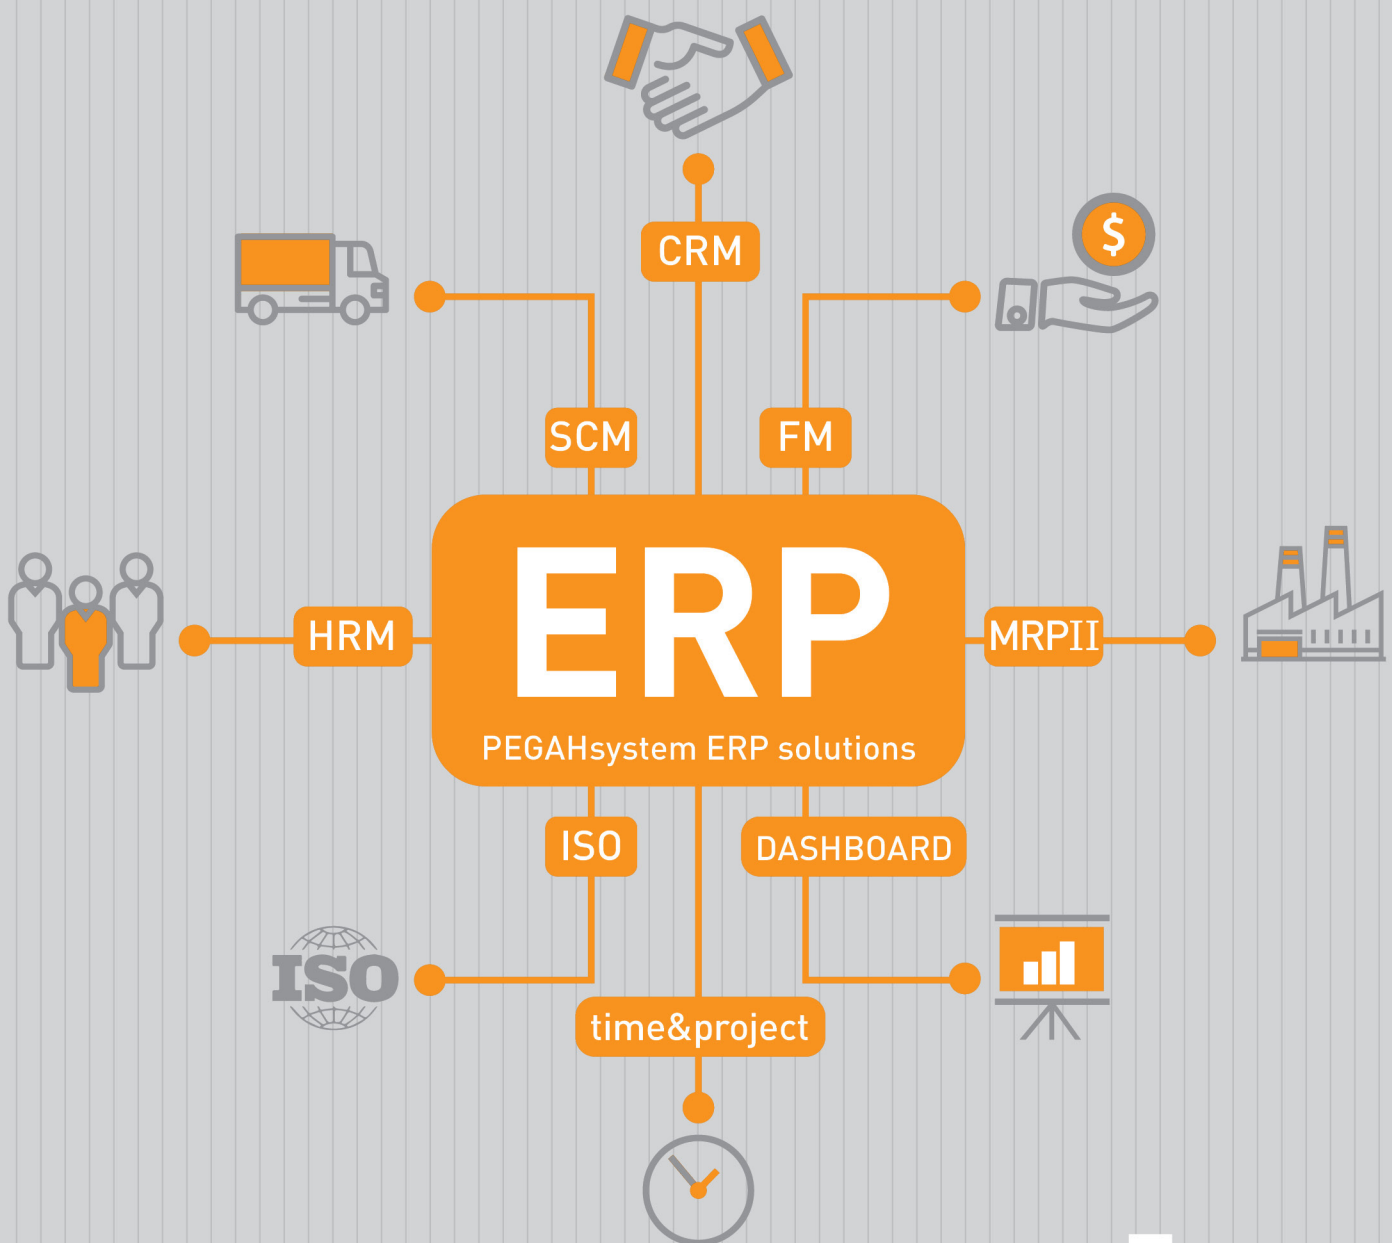 $
CRM
SCM
FM
HRM
ERP
MRPII
PEGAHsystem ERP solutions
ISO
DASHBOARD
ISO
time&project